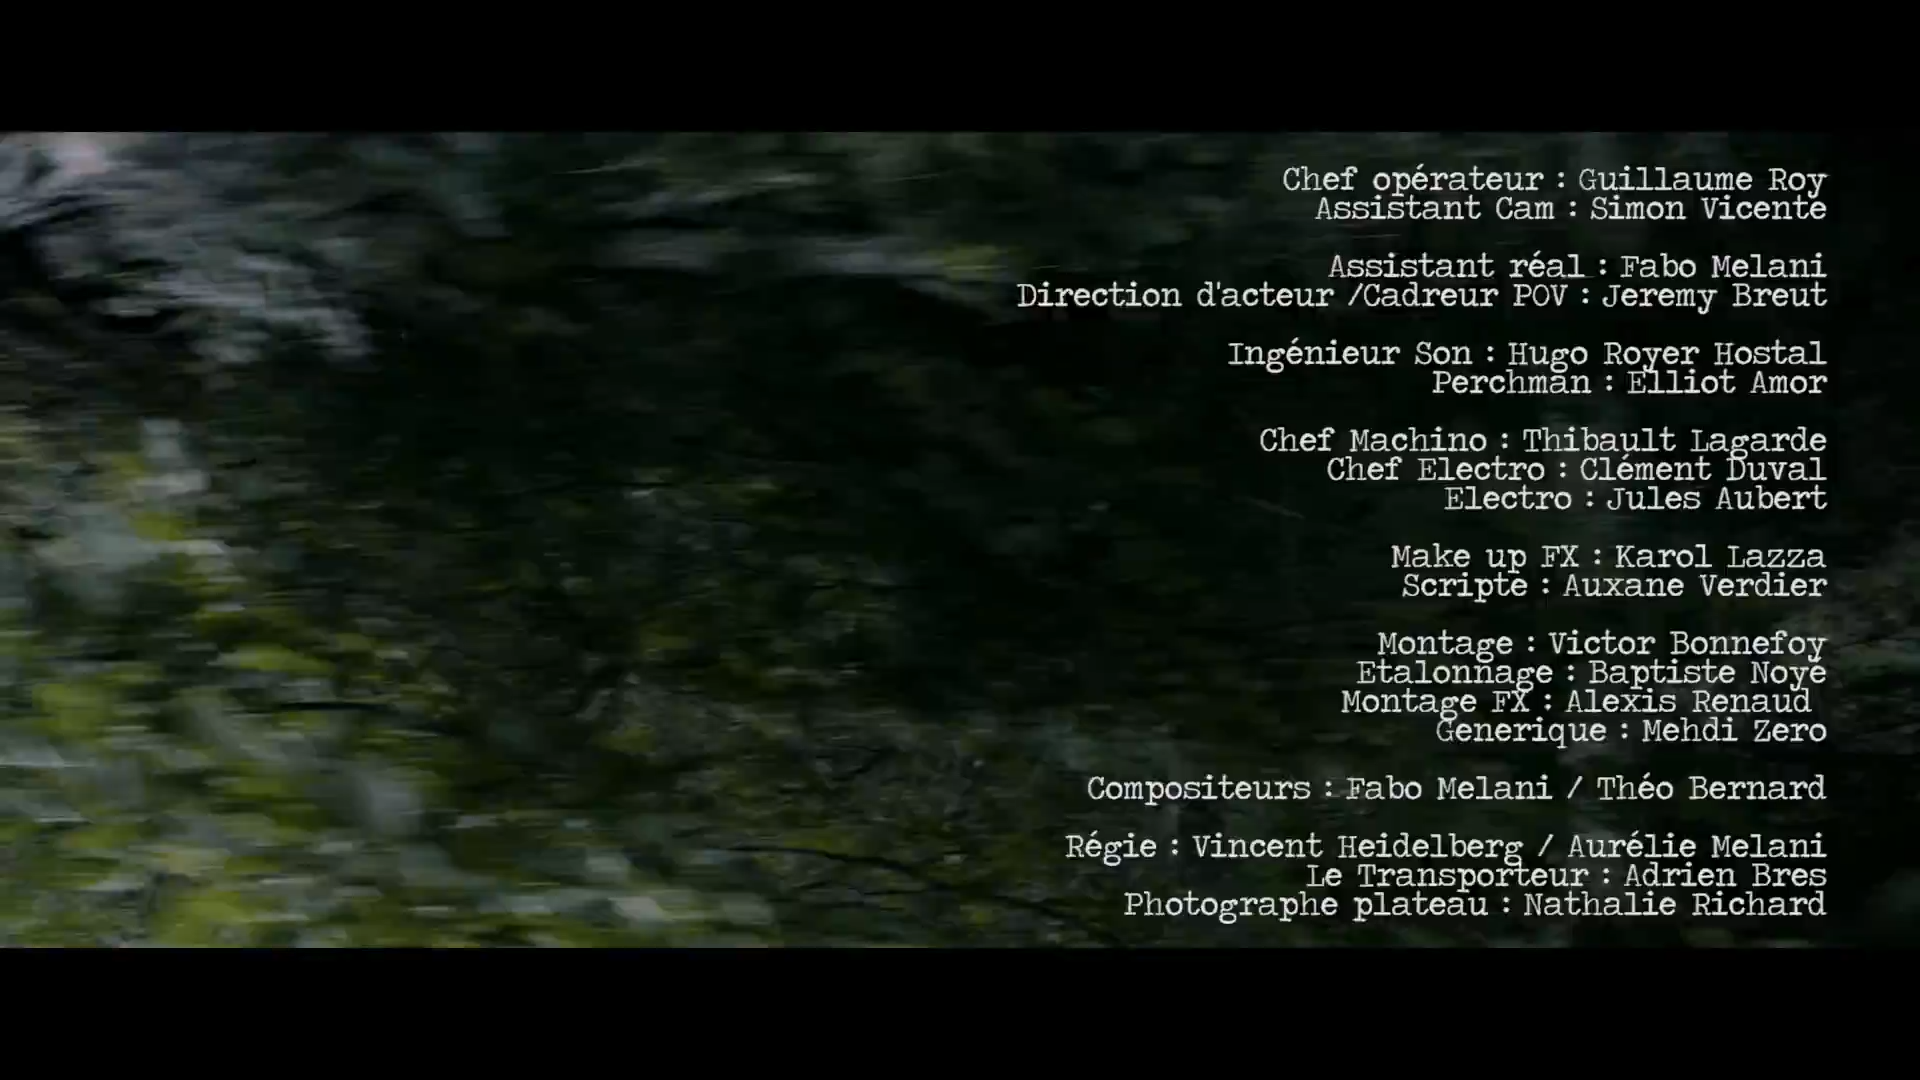 Chef opérateur : Guillaume Roy
Assistant Cam : Simon Vicente
Assistant réal : Fabo Melani
Direction d'acteur /Cadreur POV : Jeremy Breut
Ingénieur Son : Hugo Royer Hostal
Perchman : Elliot Amor
Chef Machino : Thibault Lagarde
Chef Electro : Clément Duval
Electro : Jules Aubert
Make up FX : Karol Lazza
Scripte : Auxane Verdier
Montage : Victor Bonnefoy
Etalonnage : Baptiste Noyé
Montage FX : Alexis Renaud
Generique : Mehdi Zero
Compositeurs : Fabo Melani / Théo Bernard
Régie : Vincent Heidelberg / Aurélie Melani
Le Transporteur : Adrien Bres
Photographe plateau : Nathalie Richard